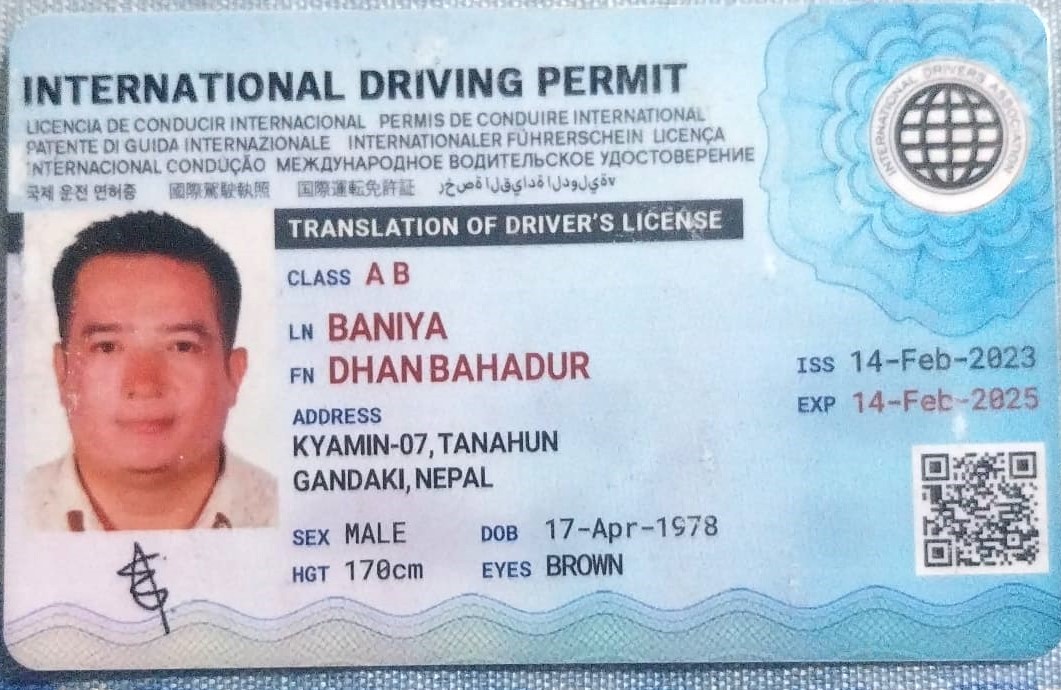 INTERNATIONAL DRIVING PERMIT
LICENCIA DE CONDUCIR INTERNACIONAL PERMIS DE CONDUIRE INTERNATIONAL
PATENTE DI GUIDA INTERNAZIONALE INTERNATIONALER FÜHRERSCHEIN LICENÇA
INTERNACIONAL CONDUÇÃO МЕЖДУНАРОДНОЕ ВОДИТЕЛЬСКОЕ УДОСТОВЕРЕНИЕ
국제 운전 면허증 國際駕駛執照 国際運転免許証
INTERNATIONAL DRIVERS ASSOCIATION
TRANSLATION OF DRIVER'S LICENSE
CLASS A B
LN BANIYA
FN DHAN BAHADUR
ISS 14-Feb-2023
EXP 14-Feb-2025
ADDRESS
KYAMIN-07, TANAHUN
GANDAKI, NEPAL
SEX MALE DOB 17-Apr-1978
HGT 170cm EYES BROWN